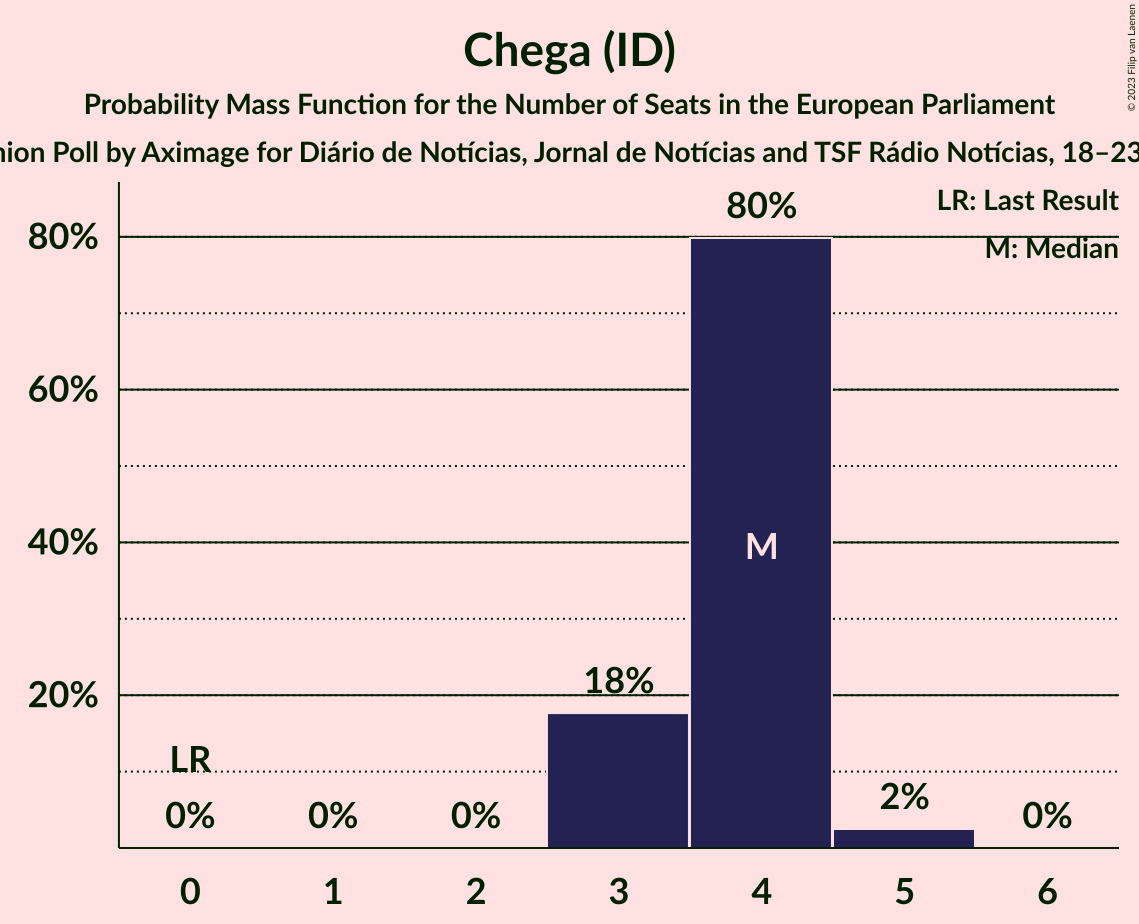 Chega (ID)
Probability Mass Function for the Number of Seats in the European Parliament
Poll by Aximage for Diário de Notícias, Jornal de Notícias and TSF Rádio Notícias, 18–23
© 2023 Filip van Laenen
LR: Last Result
M: Median
80%
60%
40%
20%
LR
0%
0%
0%
18%
80%
M
2%
0%
0
1
2
3
4
5
6